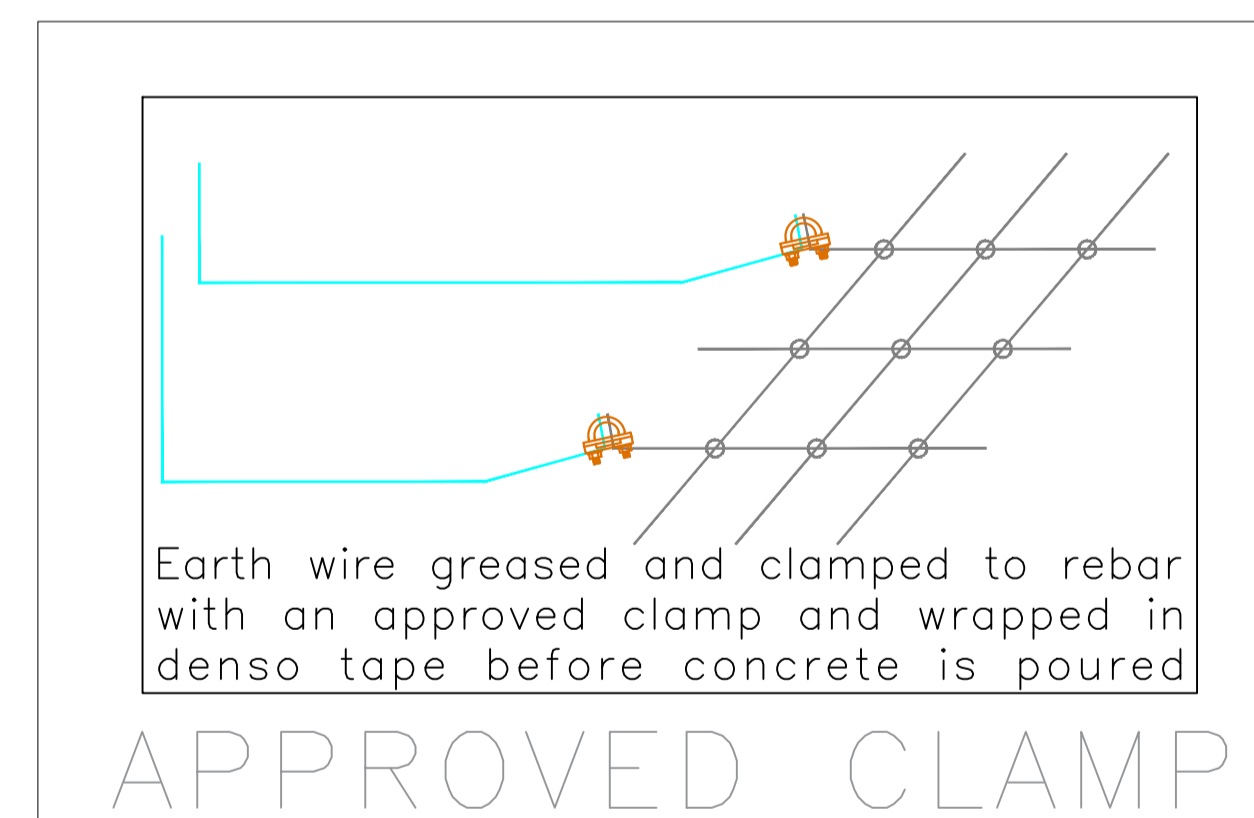 Earth wire greased and clamped to rebar
with an approved clamp and wrapped in
denso tape before concrete is poured
APPROVED CLAMP